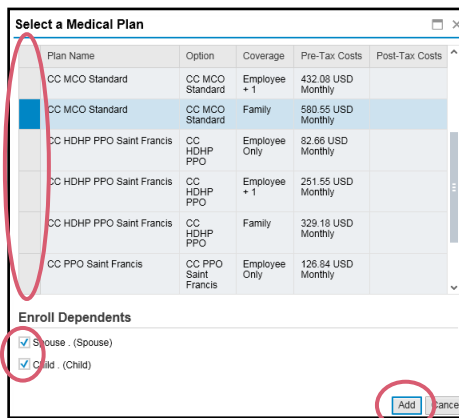 Select a Medical Plan
Plan Name Option Coverage Pre-Tax Costs Post-Tax Costs
CC MCO Standard CC MCO Employee 432.08 USD
Standard + 1 Monthly
CC MCO Standard CC MCO Family 580.55 USD
Standard Monthly
CC HDHP PPO Saint Francis CC Employee 82.66 USD
HDHP Only Monthly
PPO
CC HDHP PPO Saint Francis CC Employee 251.55 USD
HDHP + 1 Monthly
PPO
CC HDHP PPO Saint Francis CC Family 329.18 USD
HDHP Monthly
PPO
CC PPO Saint Francis CC PPO Employee 126.84 USD
Saint Only Monthly
Francis
Enroll Dependents
Spouse . (Spouse)
Child . (Child)
Add Cance